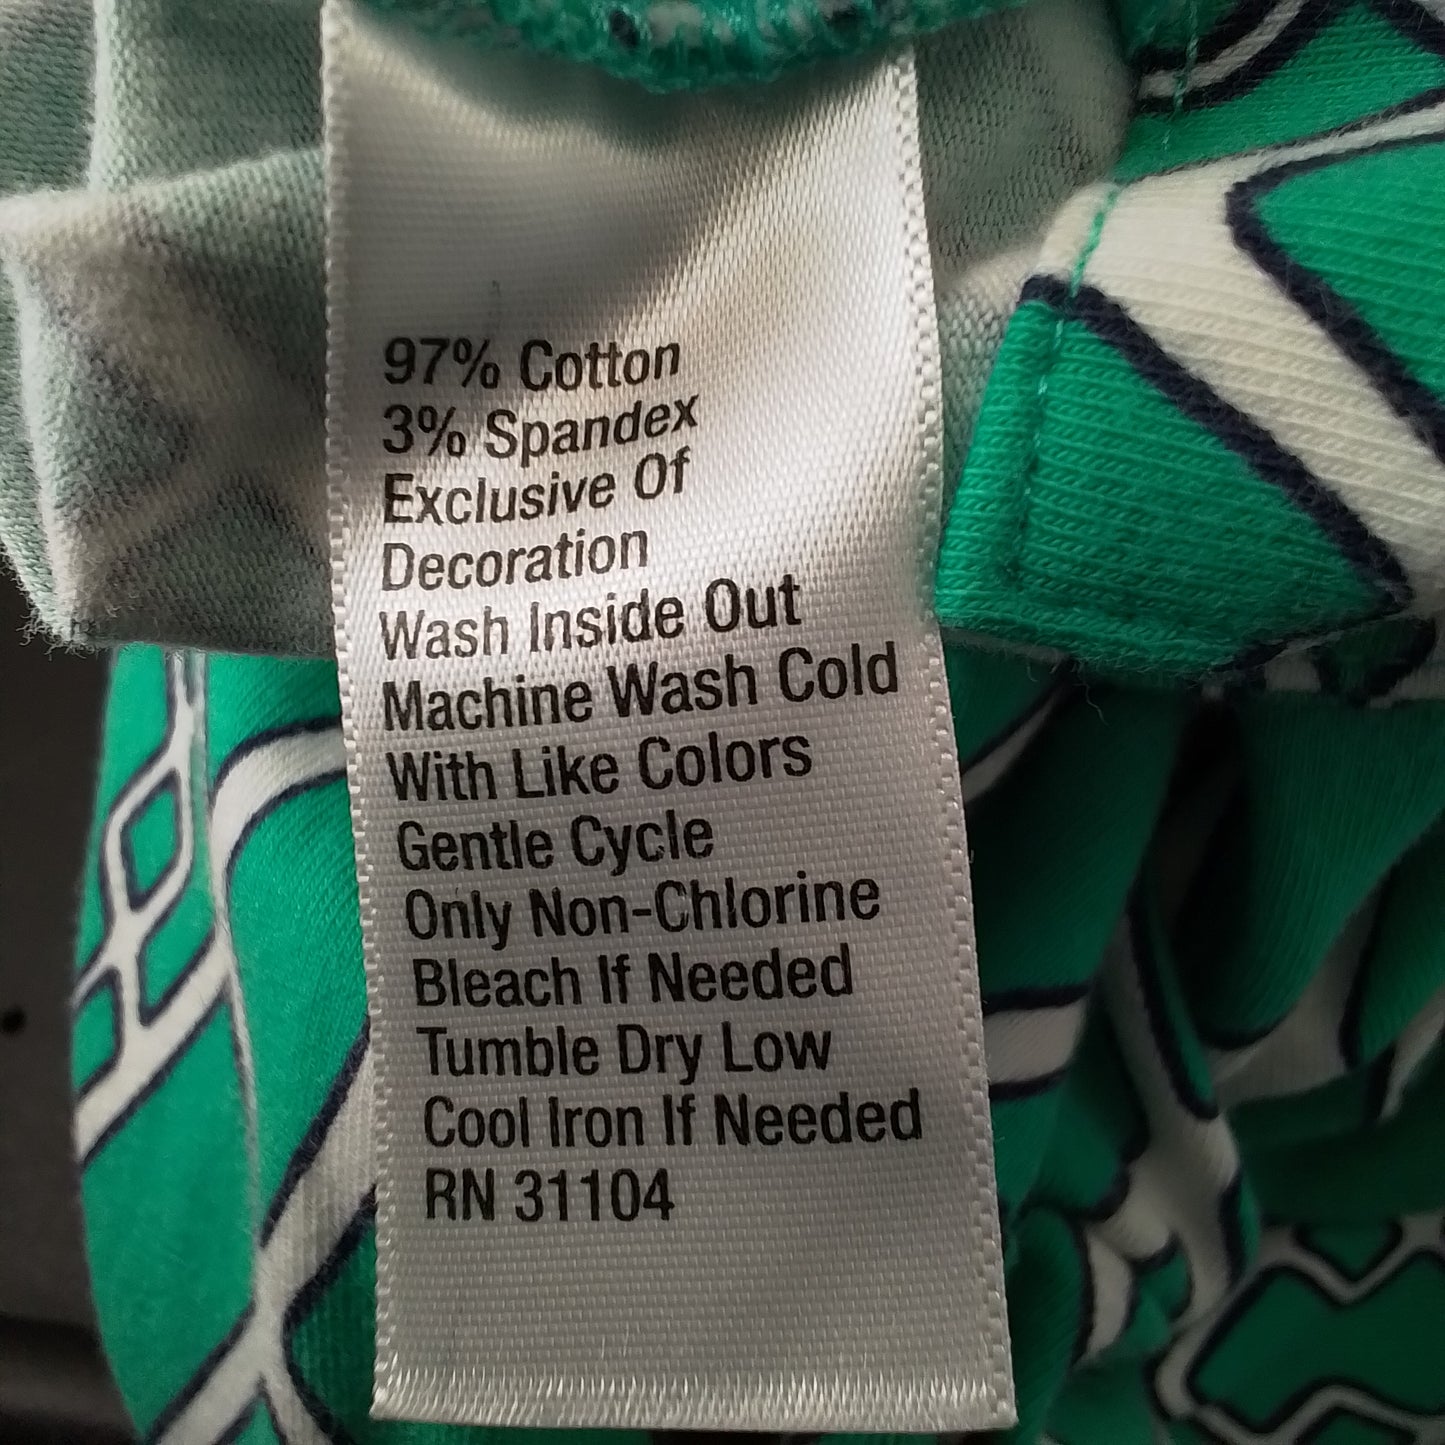 97% Cotton
3% Spandex
Exclusive Of
Decoration
Wash Inside Out
Machine Wash Cold
With Like Colors
Gentle Cycle
Only Non-Chlorine
Bleach If Needed
Tumble Dry Low
Cool Iron If Needed
RN 31104